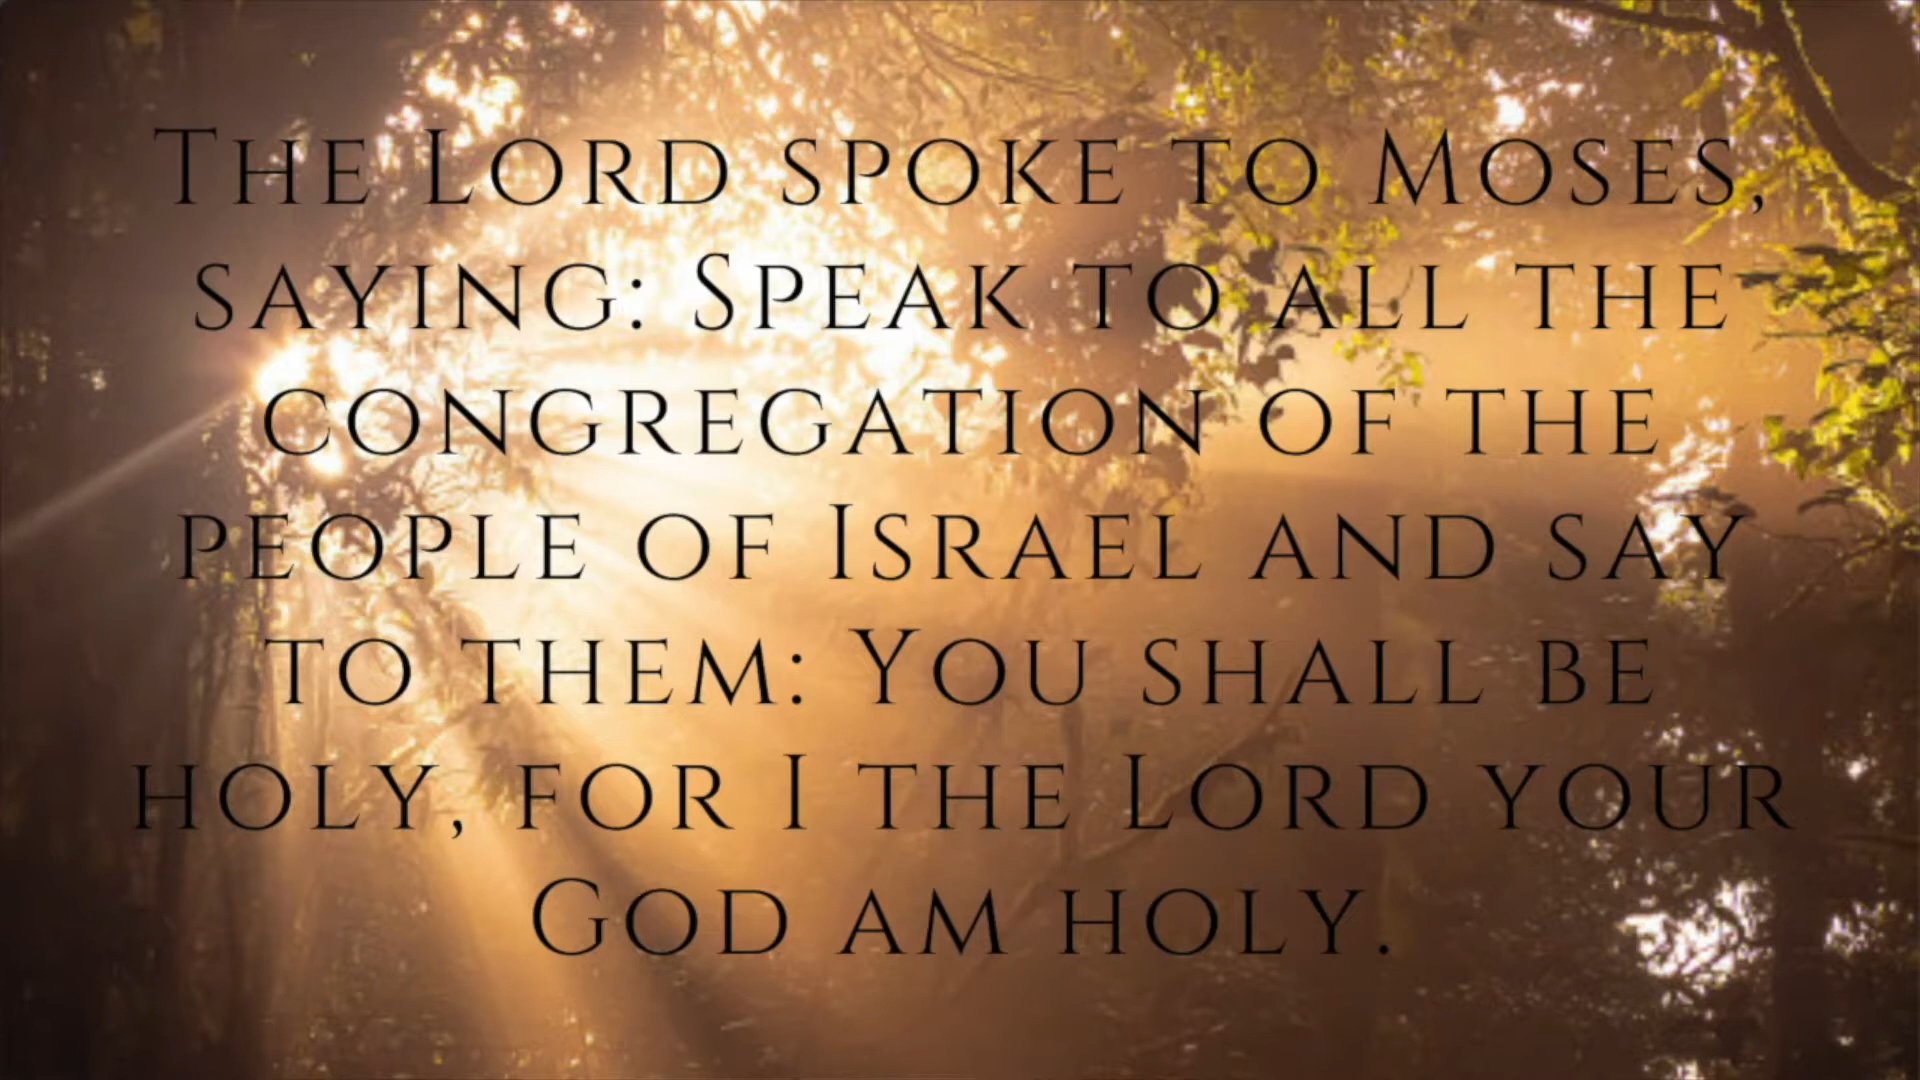 The Lord spoke to Moses,
saying: Speak to all the
congregation of the
people of Israel and say
to them: You shall be
holy, for I the Lord your
God am holy.